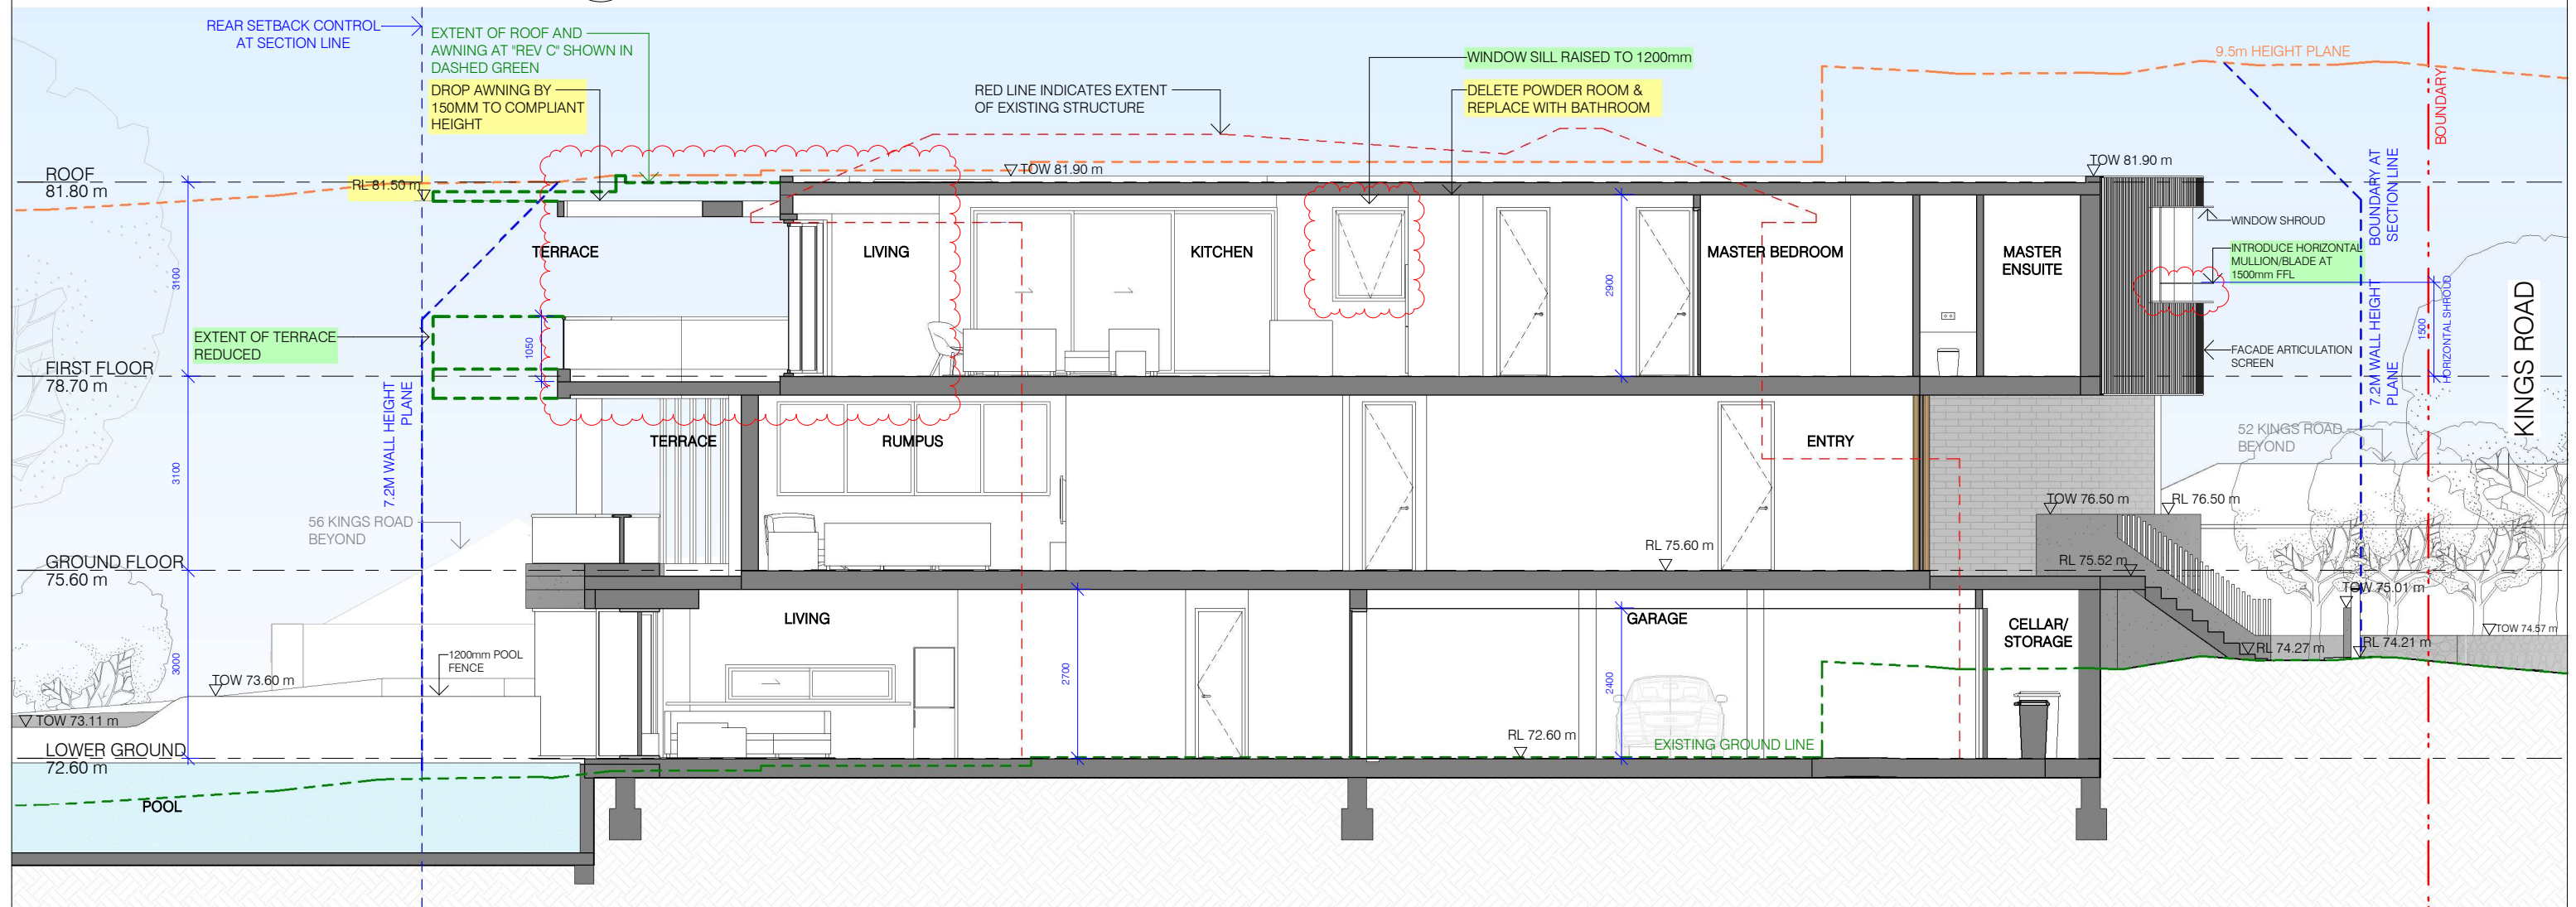 REAR SETBACK CONTROL
AT SECTION LINE
EXTENT OF ROOF AND
AWNING AT "REV C" SHOWN IN
DASHED GREEN
DROP AWNING BY
150MM TO COMPLIANT
HEIGHT
RED LINE INDICATES EXTENT
OF EXISTING STRUCTURE
WINDOW SILL RAISED TO 1200mm
DELETE POWDER ROOM &
REPLACE WITH BATHROOM
9.5m HEIGHT PLANE
BOUNDARY
ROOF
81.80 m
RL 81.50 m
TOW 81.90 m
TOW 81.90 m
BOUNDARY AT
SECTION LINE
WINDOW SHROUD
INTRODUCE HORIZONTAL
MULLION/BLADE AT
1500mm FFL
TERRACE
LIVING
KITCHEN
MASTER BEDROOM
MASTER
ENSUITE
3100
2900
EXTENT OF TERRACE
REDUCED
1050
1500
HORIZONTAL SHROUD
FACADE ARTICULATION
SCREEN
KINGS ROAD
FIRST FLOOR
78.70 m
7.2M WALL HEIGHT
PLANE
7.2M WALL HEIGHT
PLANE
TERRACE
RUMPUS
ENTRY
52 KINGS ROAD
BEYOND
3100
56 KINGS ROAD
BEYOND
TOW 76.50 m
RL 76.50 m
RL 75.60 m
RL 75.52 m
GROUND FLOOR
75.60 m
TOW 75.01 m
LIVING
GARAGE
CELLAR/
STORAGE
TOW 74.57 m
RL 74.27 m
RL 74.21 m
3000
2700
2400
1200mm POOL
FENCE
TOW 73.60 m
TOW 73.11 m
RL 72.60 m
EXISTING GROUND LINE
LOWER GROUND
72.60 m
POOL